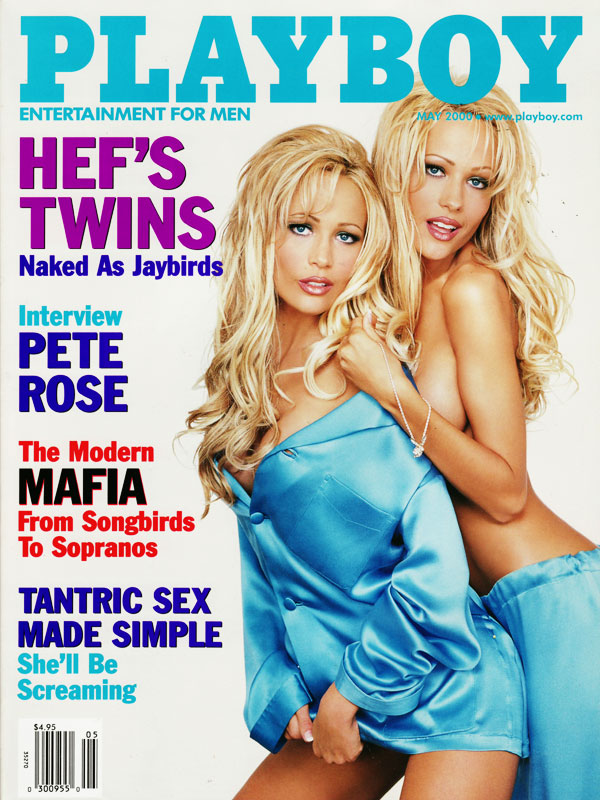 PLAYBOY
ENTERTAINMENT FOR MEN
MAY 2000 • www.playboy.com
HEF'S
TWINS
Naked As Jaybirds
Interview
PETE
ROSE
The Modern
MAFIA
From Songbirds
To Sopranos
TANTRIC SEX
MADE SIMPLE
She'll Be
Screaming
$4.95
05
35270
0 300955 0